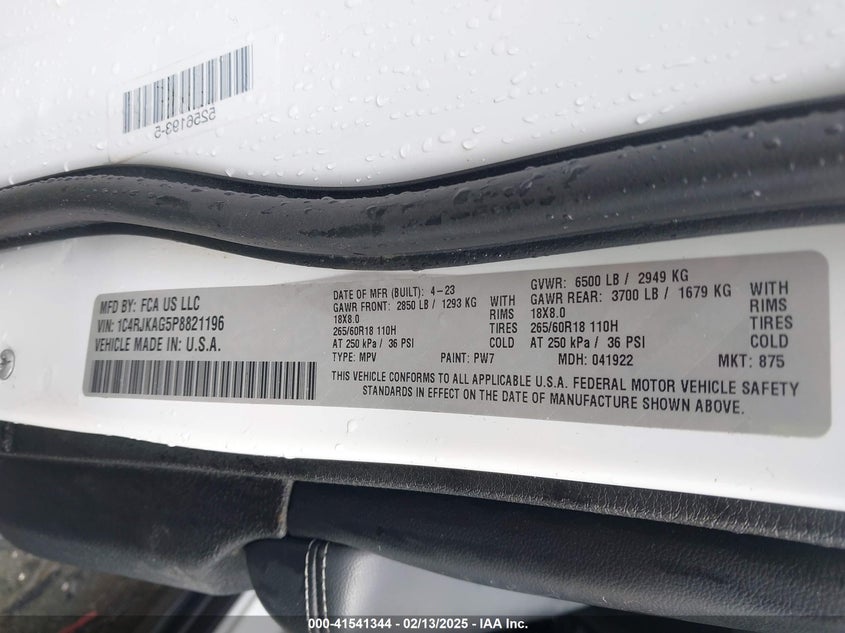 5256193-5
MFD BY: FCA US LLC
VIN: 1C4RJKAG5P8821196
VEHICLE MADE IN: U.S.A.
DATE OF MFR (BUILT): 4-23
GAWR FRONT: 2850 LB / 1293 KG WITH
18X8.0 RIMS
265/60R18 110H TIRES
AT 250 kPa / 36 PSI COLD
TYPE: MPV PAINT: PW7
GVWR: 6500 LB / 2949 KG
GAWR REAR: 3700 LB / 1679 KG WITH
18X8.0 RIMS
265/60R18 110H TIRES
AT 250 kPa / 36 PSI COLD
MDH: 041922 MKT: 875
THIS VEHICLE CONFORMS TO ALL APPLICABLE U.S.A. FEDERAL MOTOR VEHICLE SAFETY
STANDARDS IN EFFECT ON THE DATE OF MANUFACTURE SHOWN ABOVE.
000-41541344 / 02/13/2025 - IAA Inc.